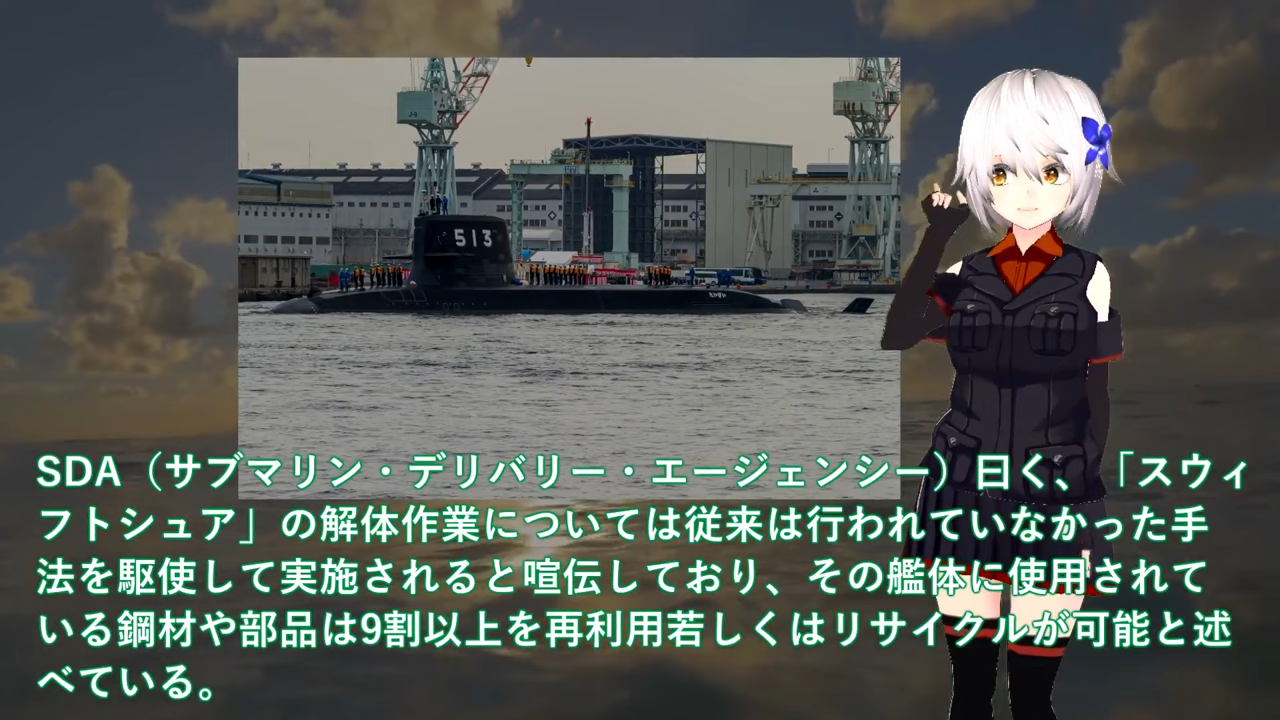 513
SDA（サブマリン・デリバリー・エージェンシー）曰く、「スウィ
フトシュア」の解体作業については従来は行われていなかった手
法を駆使して実施されると喧伝しており、その艦体に使用されて
いる鋼材や部品は9割以上を再利用若しくはリサイクルが可能と述
べている。